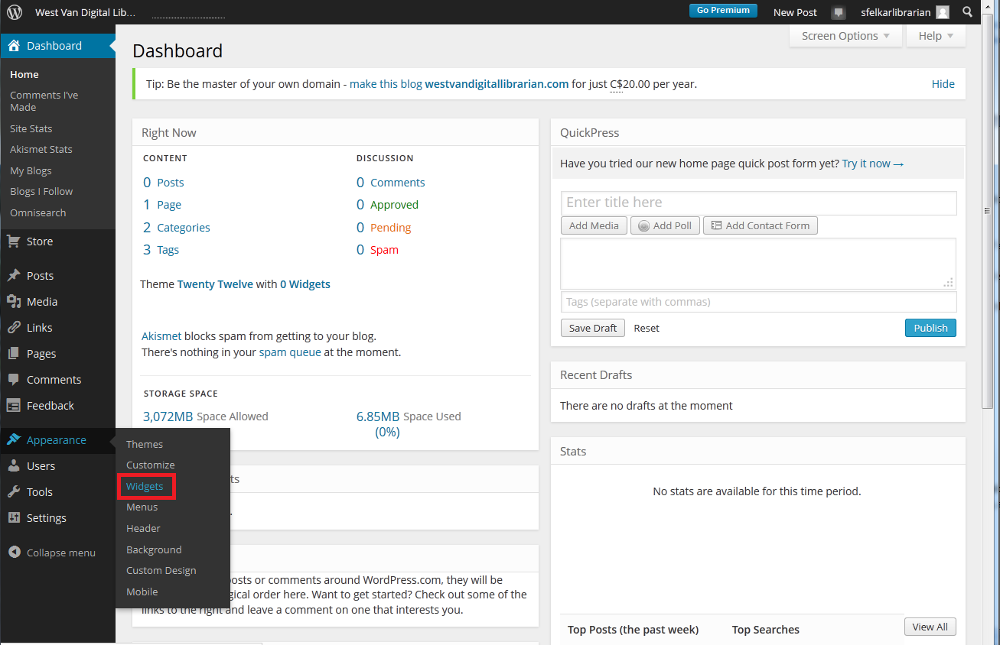 West Van Digital Lib…
Go Premium
New Post
sfelkarlibrarian
Dashboard
Home
Comments I've
Made
Site Stats
Akismet Stats
My Blogs
Blogs I Follow
Omnisearch
Store
Posts
Media
Links
Pages
Comments
Feedback
Appearance
Users
Tools
Settings
Collapse menu
Themes
Customize
Widgets
Menus
Header
Background
Custom Design
Mobile
Screen Options
Help
Dashboard
Tip: Be the master of your own domain - make this blog westvandigitallibrarian.com for just C$20.00 per year.
Hide
Right Now
CONTENT
0 Posts
1 Page
2 Categories
3 Tags
DISCUSSION
0 Comments
0 Approved
0 Pending
0 Spam
Theme Twenty Twelve with 0 Widgets
Akismet blocks spam from getting to your blog.
There's nothing in your spam queue at the moment.
STORAGE SPACE
3,072MB Space Allowed
6.85MB Space Used
(0%)
or comments around WordPress.com, they will be
order here. Want to get started? Check out some of the
links to the right and leave a comment on one that interests you.
QuickPress
Have you tried our new home page quick post form yet? Try it now →
Enter title here
Add Media
Add Poll
Add Contact Form
Tags (separate with commas)
Save Draft
Reset
Publish
Recent Drafts
There are no drafts at the moment
Stats
No stats are available for this time period.
Top Posts (the past week)
Top Searches
View All